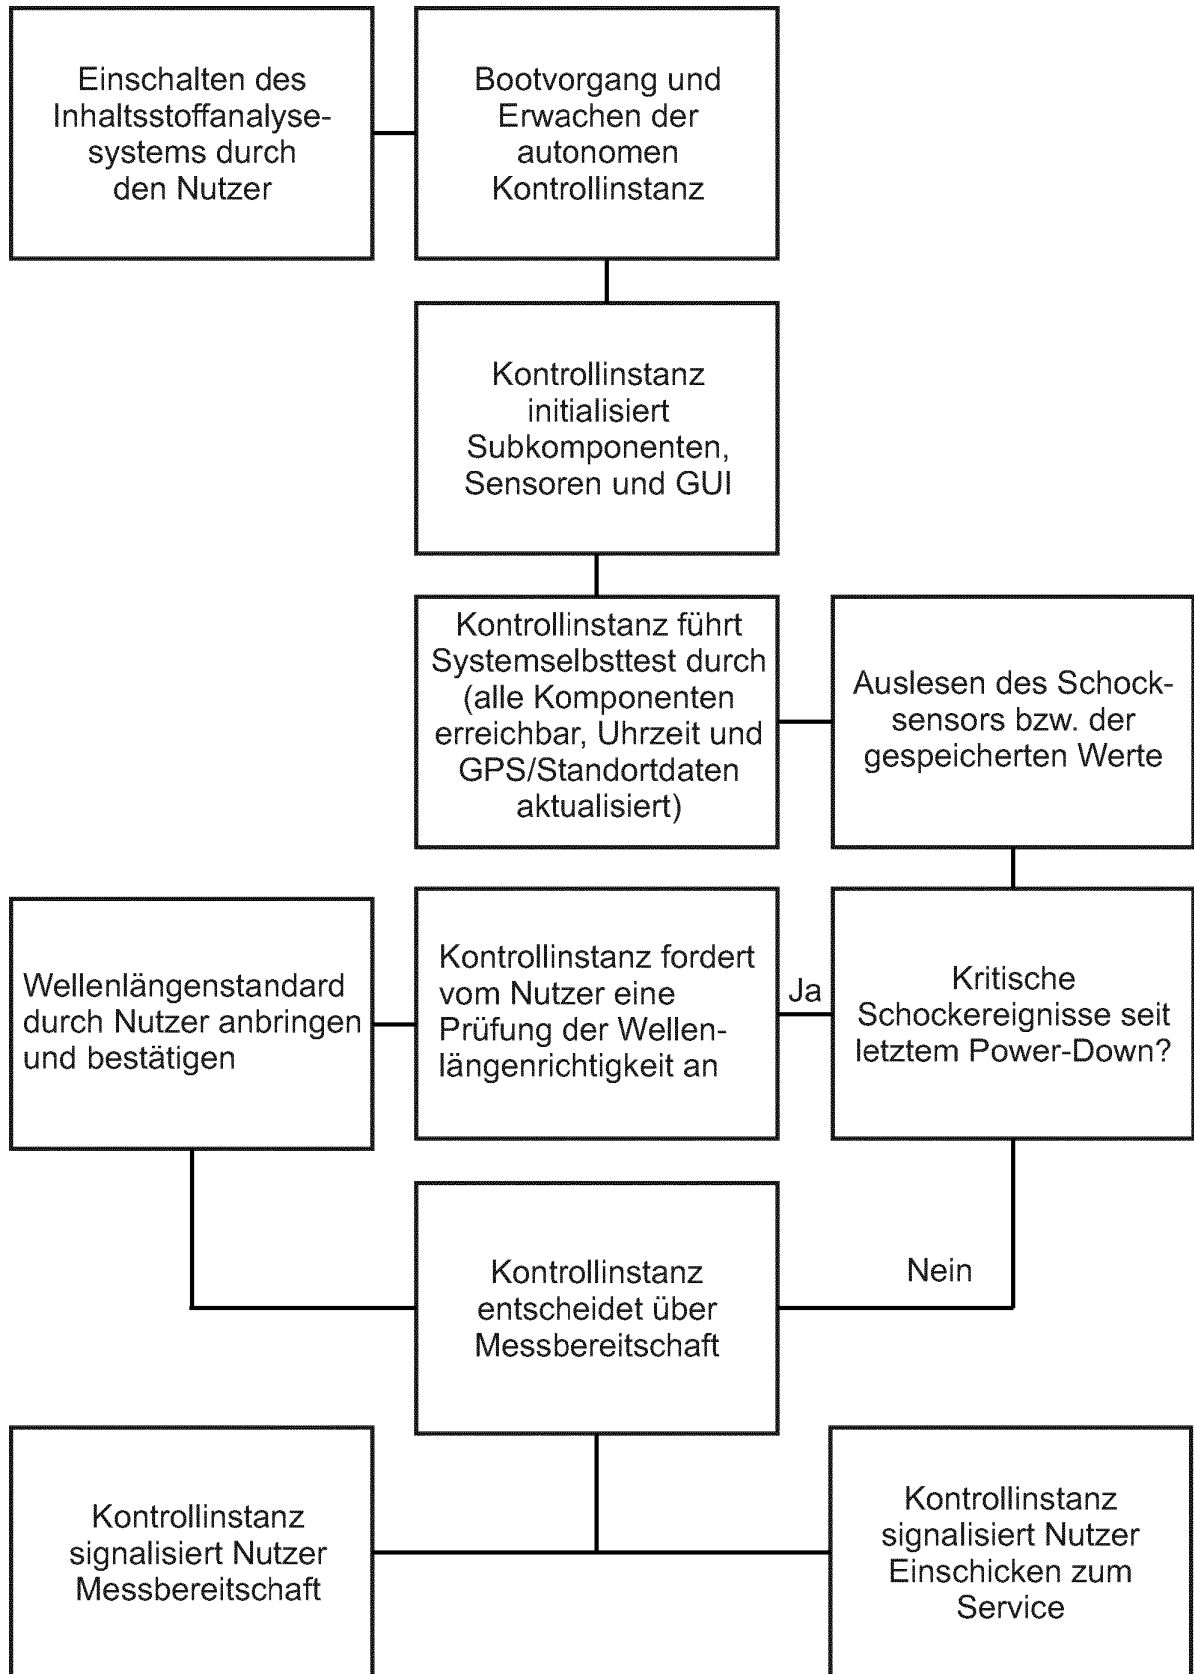 Einschalten des
Inhaltsstoffanalyse-
systems durch
den Nutzer
Bootvorgang und
Erwachen der
autonomen
Kontrollinstanz
Kontrollinstanz
initialisiert
Subkomponenten,
Sensoren und GUI
Kontrollinstanz führt
Systemselbsttest durch
(alle Komponenten
erreichbar, Uhrzeit und
GPS/Standortdaten
aktualisiert)
Auslesen des Schock-
sensors bzw. der
gespeicherten Werte
Kritische
Schockereignisse seit
letztem Power-Down?
Ja
Kontrollinstanz fordert
vom Nutzer eine
Prüfung der Wellen-
längenrichtigkeit an
Wellenlängenstandard
durch Nutzer anbringen
und bestätigen
Nein
Kontrollinstanz
entscheidet über
Messbereitschaft
Kontrollinstanz
signalisiert Nutzer
Messbereitschaft
Kontrollinstanz
signalisiert Nutzer
Einschicken zum
Service